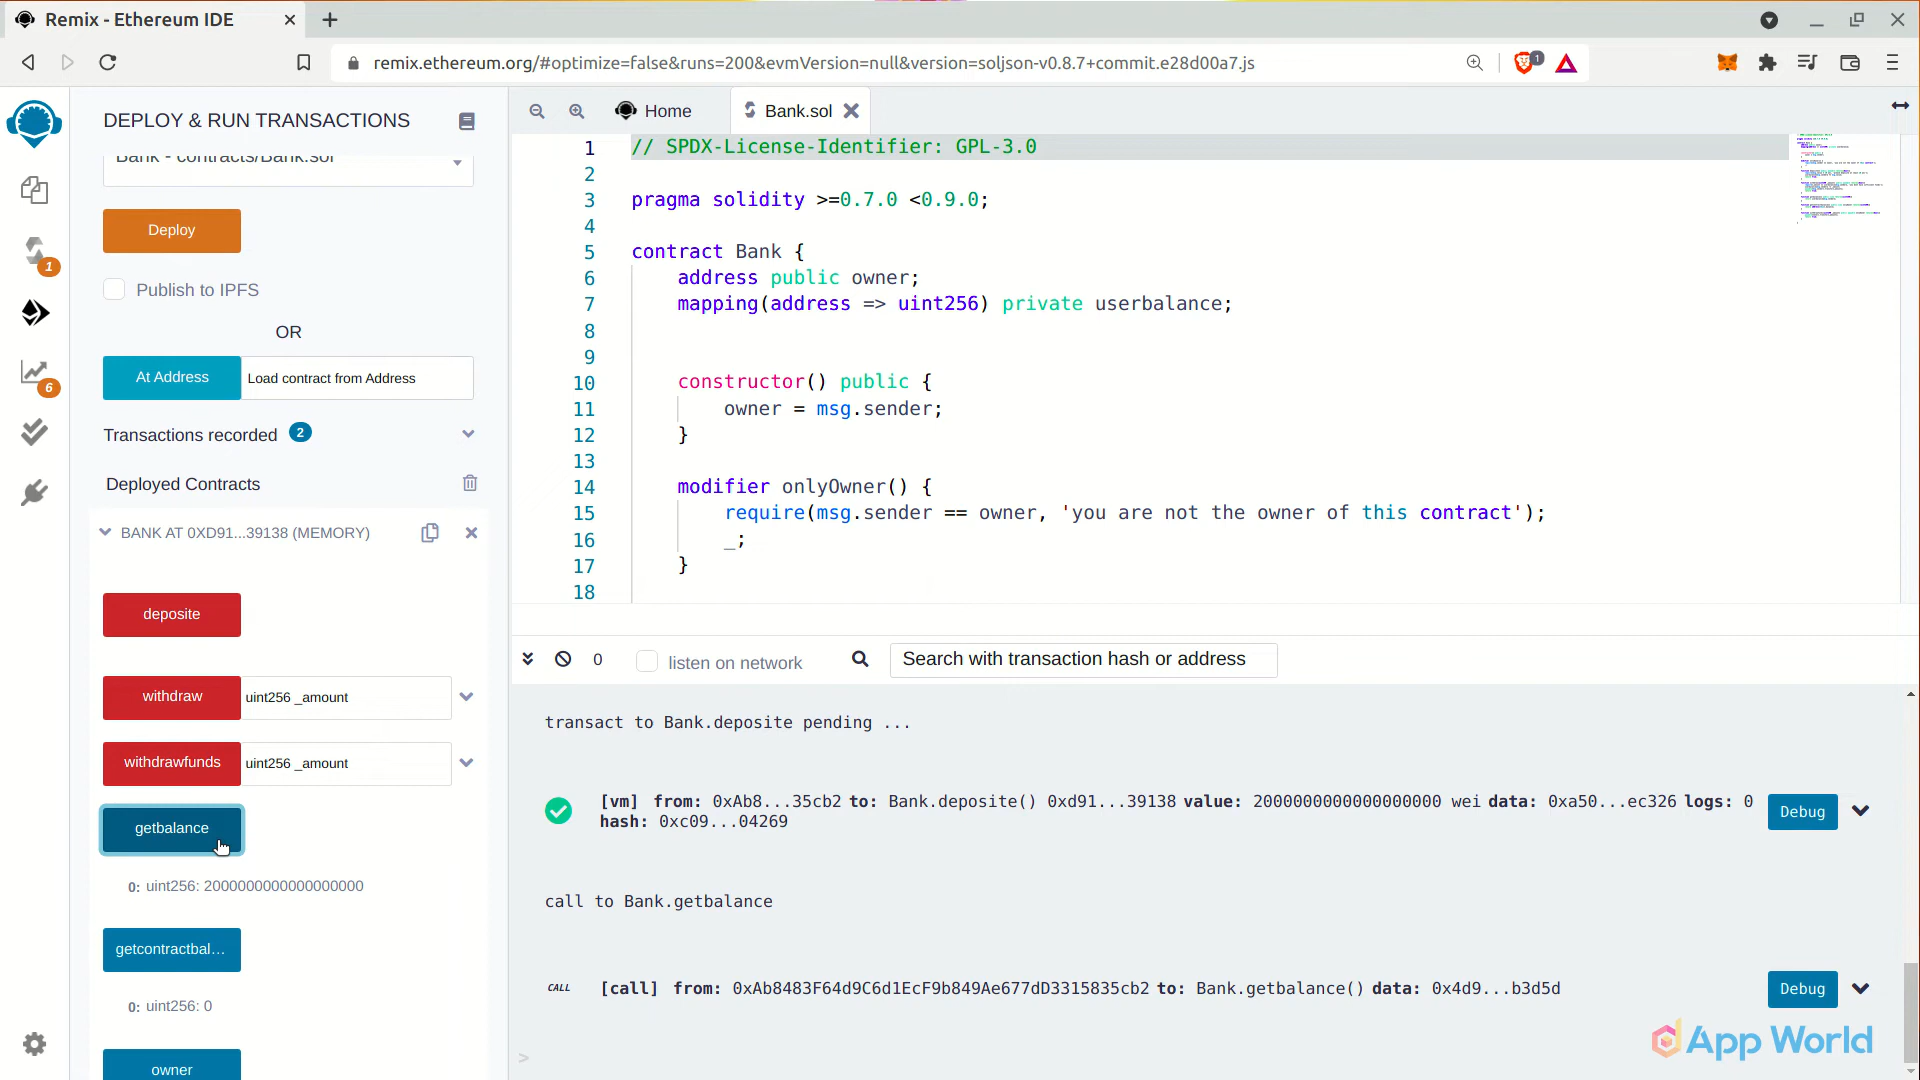 Remix - Ethereum IDE
remix.ethereum.org/#optimize=false&runs=200&evmVersion=null&version=soljson-v0.8.7+commit.e28d00a7.js
1
DEPLOY & RUN TRANSACTIONS
Bank - contracts/Bank.sol
Deploy
Publish to IPFS
OR
At Address
Load contract from Address
Transactions recorded 2
Deployed Contracts
BANK AT 0XD91...39138 (MEMORY)
deposite
withdraw
uint256 _amount
withdrawfunds
uint256 _amount
getbalance
0: uint256: 2000000000000000000
getcontractbal...
0: uint256: 0
owner
1
6
Home
Bank.sol
1 // SPDX-License-Identifier: GPL-3.0
2
3 pragma solidity >=0.7.0 <0.9.0;
4
5 contract Bank {
6 address public owner;
7 mapping(address => uint256) private userbalance;
8
9
10 constructor() public {
11 owner = msg.sender;
12 }
13
14 modifier onlyOwner() {
15 require(msg.sender == owner, 'you are not the owner of this contract');
16 _;
17 }
18
0
listen on network
Search with transaction hash or address
transact to Bank.deposite pending ...
[vm] from: 0xAb8...35cb2 to: Bank.deposite() 0xd91...39138 value: 2000000000000000000 wei data: 0xa50...ec326 logs: 0
hash: 0xc09...04269
Debug
call to Bank.getbalance
CALL
[call] from: 0xAb8483F64d9C6d1EcF9b849Ae677dD3315835cb2 to: Bank.getbalance() data: 0x4d9...b3d5d
Debug
>
App World